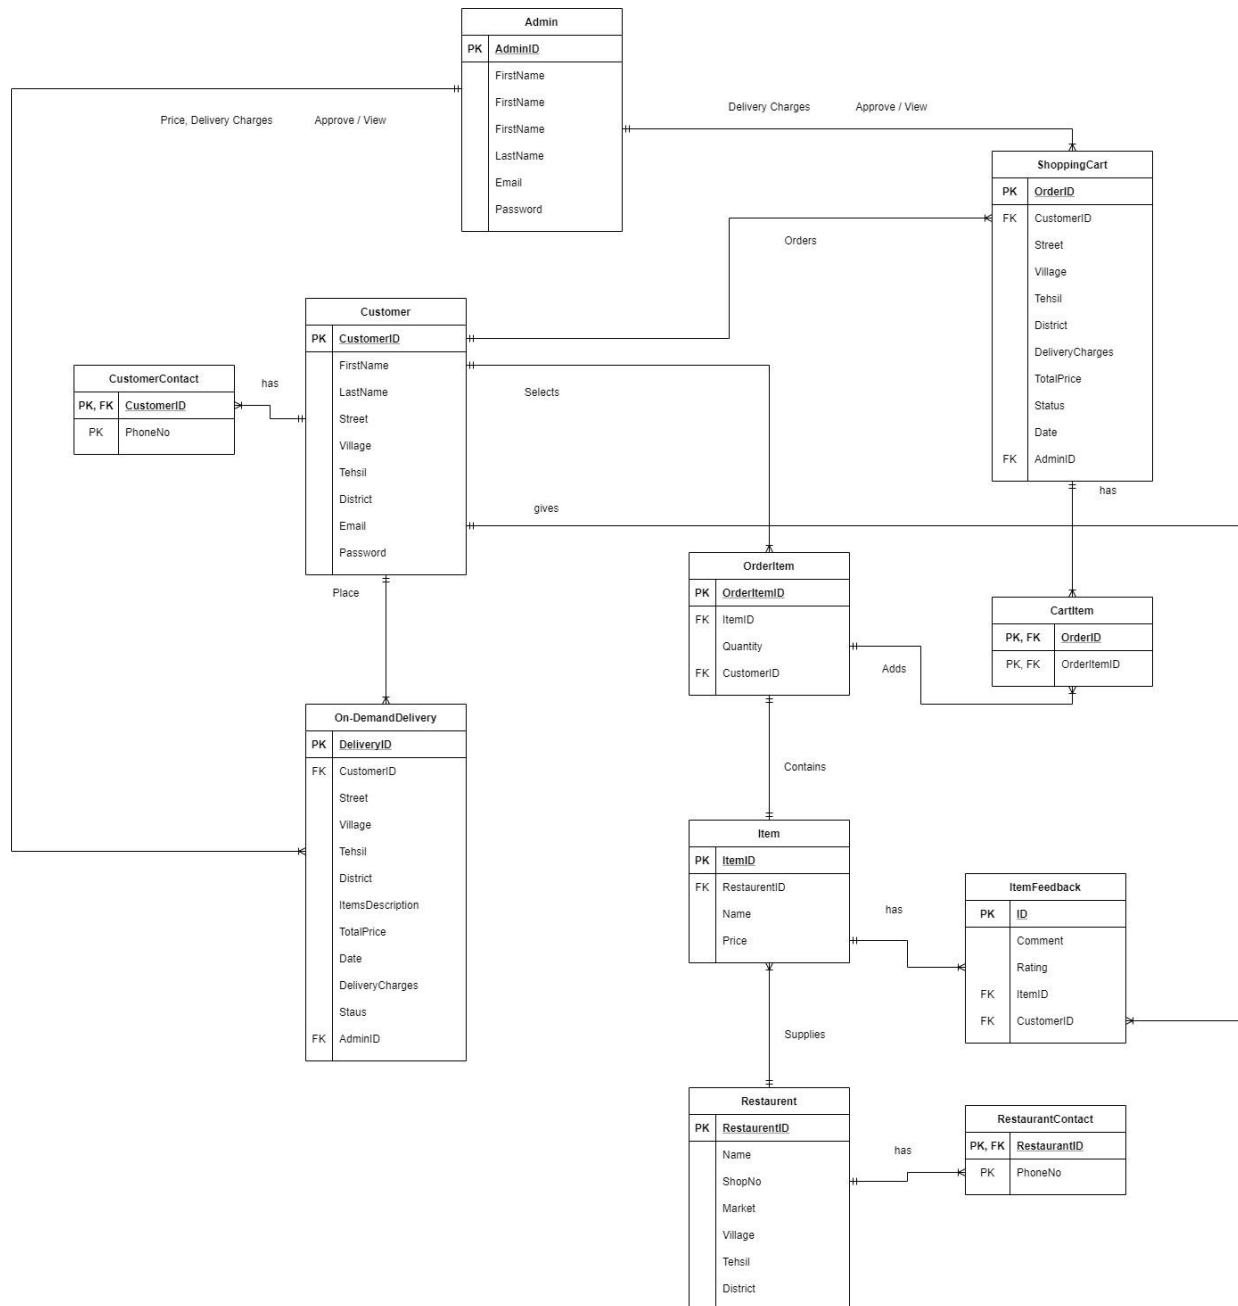 Admin
PK AdminID
FirstName
FirstName
FirstName
LastName
Email
Password
Price, Delivery Charges Approve / View
Delivery Charges Approve / View
ShoppingCart
PK OrderID
FK CustomerID
Street
Village
Tehsil
District
DeliveryCharges
TotalPrice
Status
Date
FK AdminID
Orders
Customer
PK CustomerID
FirstName
LastName
Street
Village
Tehsil
District
Email
Password
CustomerContact
PK, FK CustomerID
PK PhoneNo
has
Selects
gives
has
Place
OrderItem
PK OrderItemID
FK ItemID
Quantity
FK CustomerID
Adds
CartItem
PK, FK OrderID
PK, FK OrderItemID
On-DemandDelivery
PK DeliveryID
FK CustomerID
Street
Village
Tehsil
District
ItemsDescription
TotalPrice
Date
DeliveryCharges
Staus
FK AdminID
Contains
Item
PK ItemID
FK RestaurentID
Name
Price
has
ItemFeedback
PK ID
Comment
Rating
FK ItemID
FK CustomerID
Supplies
Restaurent
PK RestaurentID
Name
ShopNo
Market
Village
Tehsil
District
has
RestaurantContact
PK, FK RestaurantID
PK PhoneNo